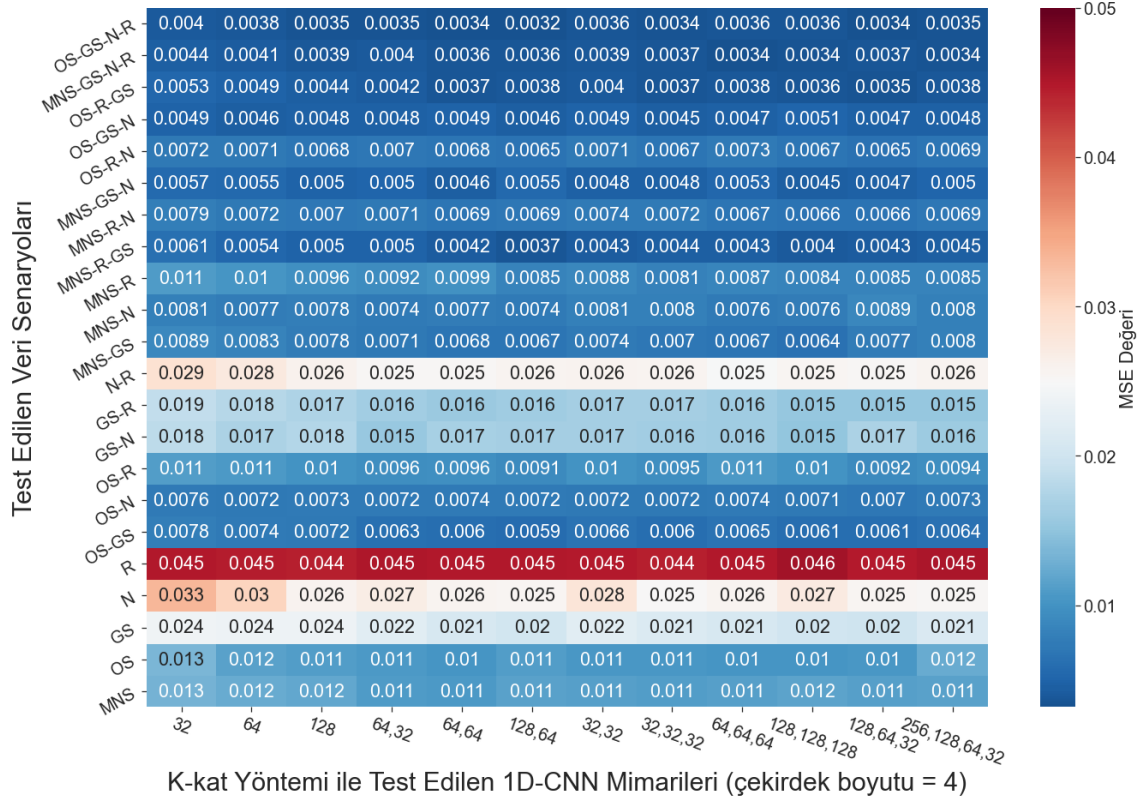 OS-GS-N-R 0.004 0.0038 0.0035 0.0035 0.0034 0.0032 0.0036 0.0034 0.0034 0.0036 0.0034 0.0035
MNS-GS-N-R 0.0044 0.0041 0.0039 0.004 0.0036 0.0036 0.0039 0.0037 0.0034 0.0034 0.0037 0.0034
OS-R-GS 0.0053 0.0049 0.0044 0.0042 0.0037 0.0038 0.004 0.0037 0.0038 0.0036 0.0035 0.0038
OS-GS-N 0.0049 0.0046 0.0048 0.0048 0.0049 0.0046 0.0049 0.0045 0.0047 0.0051 0.0047 0.0048
OS-R-N 0.0072 0.0071 0.0068 0.007 0.0068 0.0065 0.0071 0.0067 0.0073 0.0067 0.0065 0.0069
MNS-GS-N 0.0057 0.0055 0.005 0.005 0.0046 0.0055 0.0048 0.0048 0.0053 0.0045 0.0047 0.005
MNS-R-N 0.0079 0.0072 0.007 0.0071 0.0069 0.0069 0.0074 0.0072 0.0067 0.0066 0.0066 0.0069
MNS-R-GS 0.0061 0.0054 0.005 0.005 0.0042 0.0037 0.0043 0.0044 0.0043 0.004 0.0043 0.0045
MNS-R 0.011 0.01 0.0096 0.0092 0.0099 0.0085 0.0088 0.0081 0.0087 0.0084 0.0085 0.0085
MNS-N 0.0081 0.0077 0.0078 0.0074 0.0077 0.0074 0.0081 0.008 0.0076 0.0076 0.0089 0.008
MNS-GS 0.0089 0.0083 0.0078 0.0071 0.0068 0.0067 0.0074 0.007 0.0067 0.0064 0.0077 0.008
N-R 0.029 0.028 0.026 0.025 0.025 0.026 0.026 0.026 0.025 0.025 0.025 0.026
GS-R 0.019 0.018 0.017 0.016 0.016 0.016 0.017 0.017 0.016 0.015 0.015 0.015
GS-N 0.018 0.017 0.018 0.015 0.017 0.017 0.017 0.016 0.016 0.015 0.017 0.016
OS-R 0.011 0.011 0.01 0.0096 0.0096 0.0091 0.01 0.0095 0.011 0.01 0.0092 0.0094
OS-N 0.0076 0.0072 0.0073 0.0072 0.0074 0.0072 0.0072 0.0072 0.0074 0.0071 0.007 0.0073
OS-GS 0.0078 0.0074 0.0072 0.0063 0.006 0.0059 0.0066 0.006 0.0065 0.0061 0.0061 0.0064
R 0.045 0.045 0.044 0.045 0.045 0.045 0.045 0.044 0.045 0.046 0.045 0.045
N 0.033 0.03 0.026 0.027 0.026 0.025 0.028 0.025 0.026 0.027 0.025 0.025
GS 0.024 0.024 0.024 0.022 0.021 0.02 0.022 0.021 0.021 0.02 0.02 0.021
OS 0.013 0.012 0.011 0.011 0.01 0.011 0.011 0.011 0.01 0.01 0.01 0.012
MNS 0.013 0.012 0.012 0.011 0.011 0.011 0.011 0.011 0.011 0.012 0.011 0.011
32 64 128 64,32 64,64 128,64 32,32 32,32,32 64,64,64 128,128,128 128,64,32 256,128,64,32
K-kat Yöntemi ile Test Edilen 1D-CNN Mimarileri (çekirdek boyutu = 4)
Test Edilen Veri Senaryoları
0.05
0.04
0.03
0.02
0.01
MSE Değeri